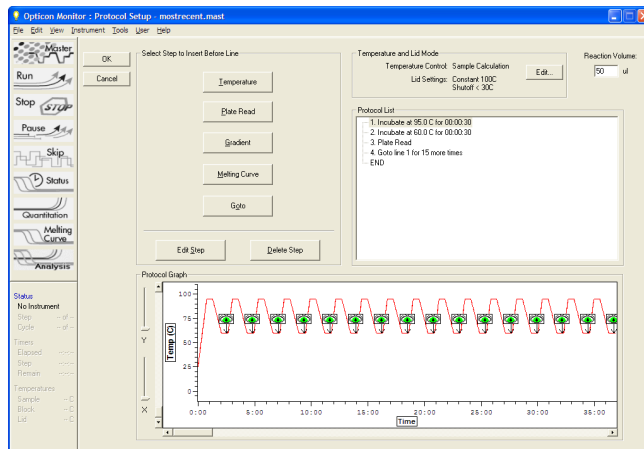 Opticon Monitor : Protocol Setup - mostrecent.mast
File Edit View Instrument Tools User Help
Master
Run
Stop
STOP
Pause
Skip
Status
Quantitation
Melting
Curve
Analysis
Status
No Instrument
Step -- of --
Cycle -- of --
Timers
Elapsed -:--:--
Step -:--:--
Remain -:--:--
Temperatures
Sample -- C
Block -- C
Lid -- C
OK
Cancel
Select Step to Insert Before Line
Temperature
Plate Read
Gradient
Melting Curve
Goto
Edit Step
Delete Step
Temperature and Lid Mode
Temperature Control: Sample Calculation
Lid Settings: Constant 100C
Shutoff < 30C
Edit...
Reaction Volume:
50 ul
Protocol List
1. Incubate at 95.0 C for 00:00:30
2. Incubate at 60.0 C for 00:00:30
3. Plate Read
4. Goto line 1 for 15 more times
END
Protocol Graph
Y
X
Temp (C)
100
75
50
25
0
0:00 5:00 10:00 15:00 20:00 25:00 30:00 35:00
Time